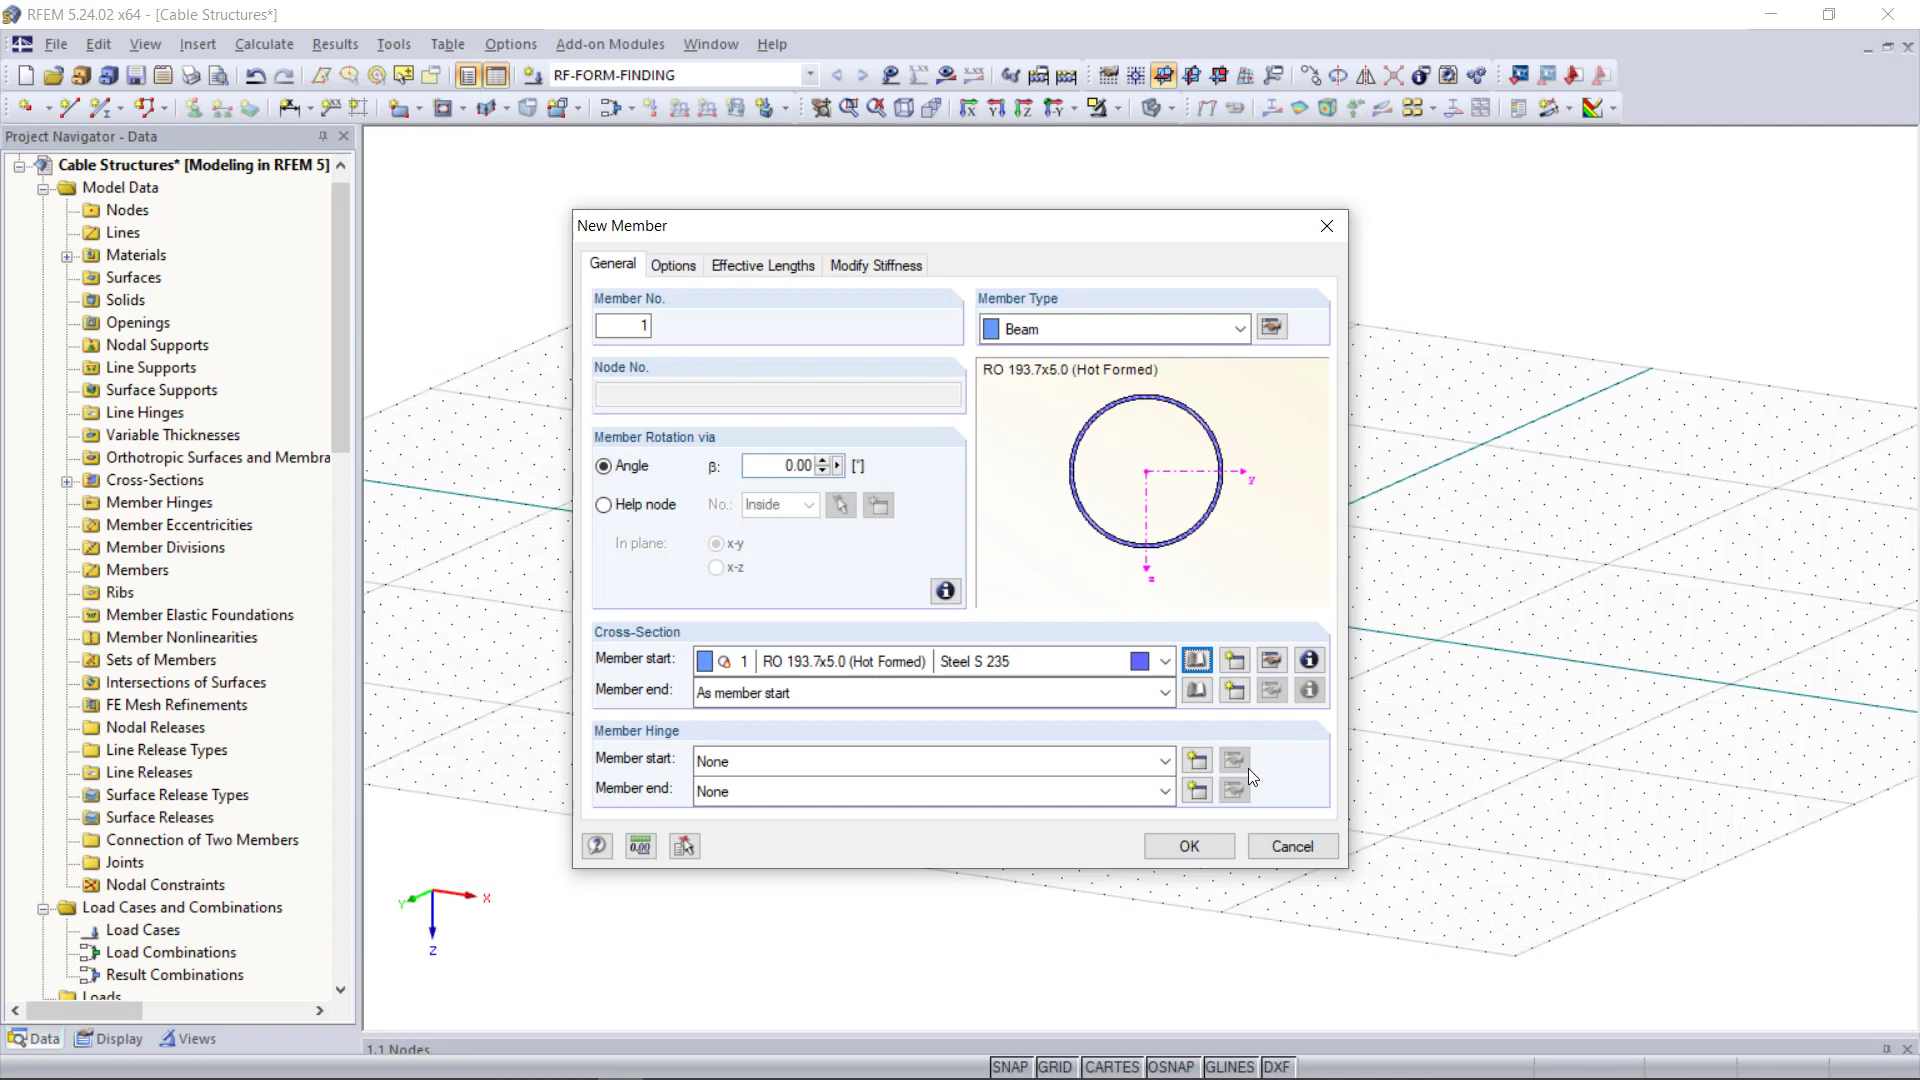 RFEM 5.24.02 x64 - [Cable Structures*]
File Edit View Insert Calculate Results Tools Table Options Add-on Modules Window Help
RF-FORM-FINDING
Project Navigator - Data
Cable Structures* [Modeling in RFEM 5]
Model Data
Nodes
Lines
Materials
Surfaces
Solids
Openings
Nodal Supports
Line Supports
Surface Supports
Line Hinges
Variable Thicknesses
Orthotropic Surfaces and Membra
Cross-Sections
Member Hinges
Member Eccentricities
Member Divisions
Members
Ribs
Member Elastic Foundations
Member Nonlinearities
Sets of Members
Intersections of Surfaces
FE Mesh Refinements
Nodal Releases
Line Release Types
Line Releases
Surface Release Types
Surface Releases
Connection of Two Members
Joints
Nodal Constraints
Load Cases and Combinations
Load Cases
Load Combinations
Result Combinations
Loads
Data Display Views
New Member
General Options Effective Lengths Modify Stiffness
Member No.
1
Member Type
Beam
Node No.
RO 193.7x5.0 (Hot Formed)
y
z
Member Rotation via
Angle β: 0.00 [°]
Help node No.: Inside
In plane: x-y
x-z
Cross-Section
Member start: 1 RO 193.7x5.0 (Hot Formed) Steel S 235
Member end: As member start
Member Hinge
Member start: None
Member end: None
0.00
OK Cancel
X
Y
Z
1.1 Nodes
SNAP GRID CARTES OSNAP GLINES DXF